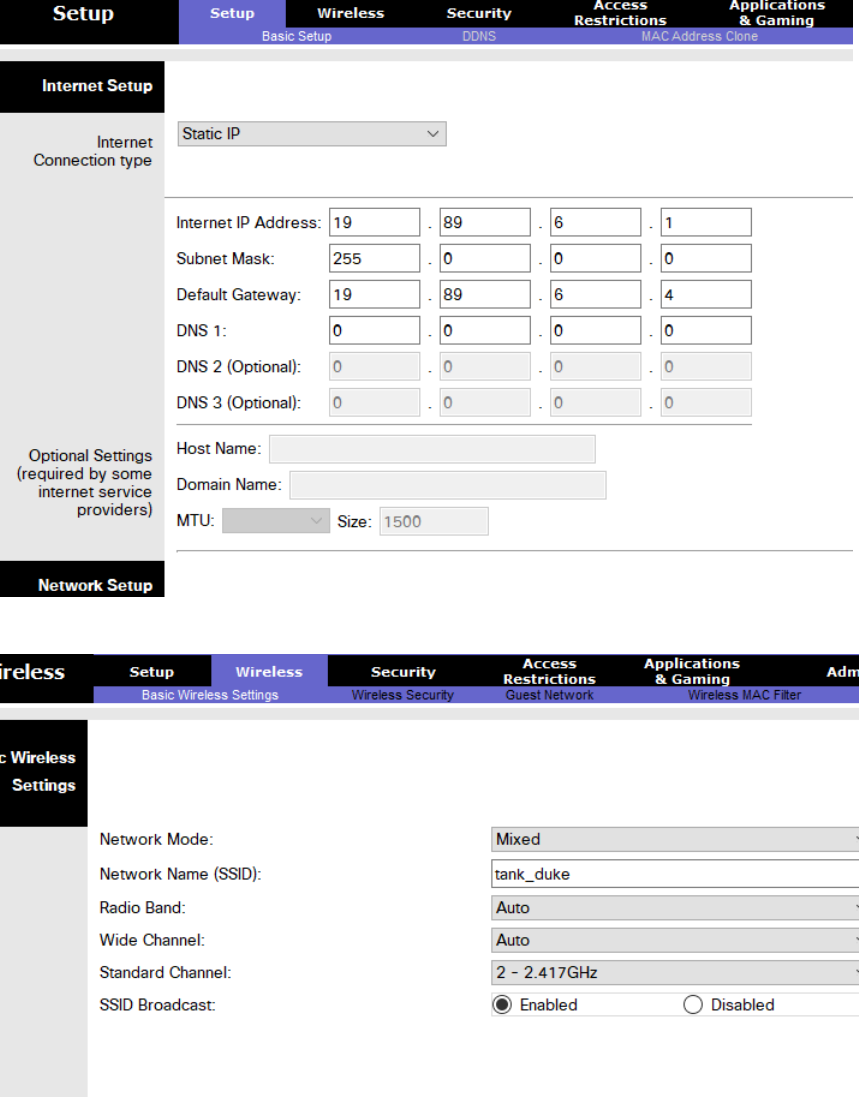 Setup Setup Wireless Security Access Restrictions Applications & Gaming
Basic Setup DDNS MAC Address Clone
Internet Setup
Internet Connection type Static IP
Internet IP Address: 19 . 89 . 6 . 1
Subnet Mask: 255 . 0 . 0 . 0
Default Gateway: 19 . 89 . 6 . 4
DNS 1: 0 . 0 . 0 . 0
DNS 2 (Optional): 0 . 0 . 0 . 0
DNS 3 (Optional): 0 . 0 . 0 . 0
Optional Settings
(required by some
internet service
providers)
Host Name:
Domain Name:
MTU: Size: 1500
Network Setup
ireless Setup Wireless Security Access Restrictions Applications & Gaming Adm
Basic Wireless Settings Wireless Security Guest Network Wireless MAC Filter
c Wireless
Settings
Network Mode: Mixed
Network Name (SSID): tank_duke
Radio Band: Auto
Wide Channel: Auto
Standard Channel: 2 - 2.417GHz
SSID Broadcast: Enabled Disabled